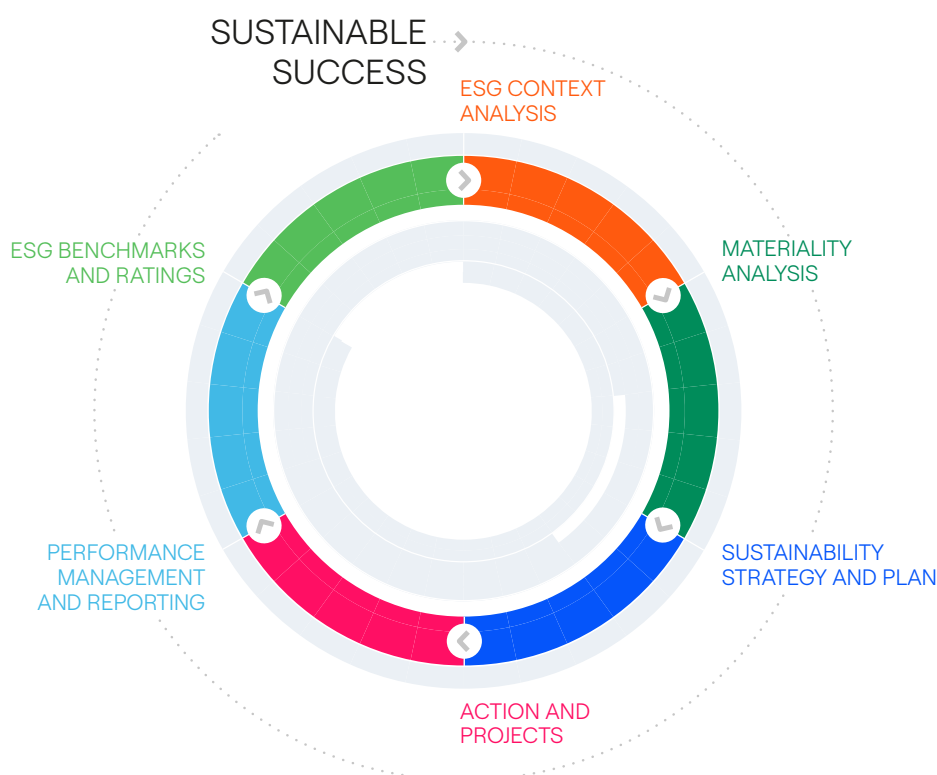 SUSTAINABLE
SUCCESS
ESG CONTEXT
ANALYSIS
MATERIALITY
ANALYSIS
SUSTAINABILITY
STRATEGY AND PLAN
ACTION AND
PROJECTS
PERFORMANCE
MANAGEMENT
AND REPORTING
ESG BENCHMARKS
AND RATINGS